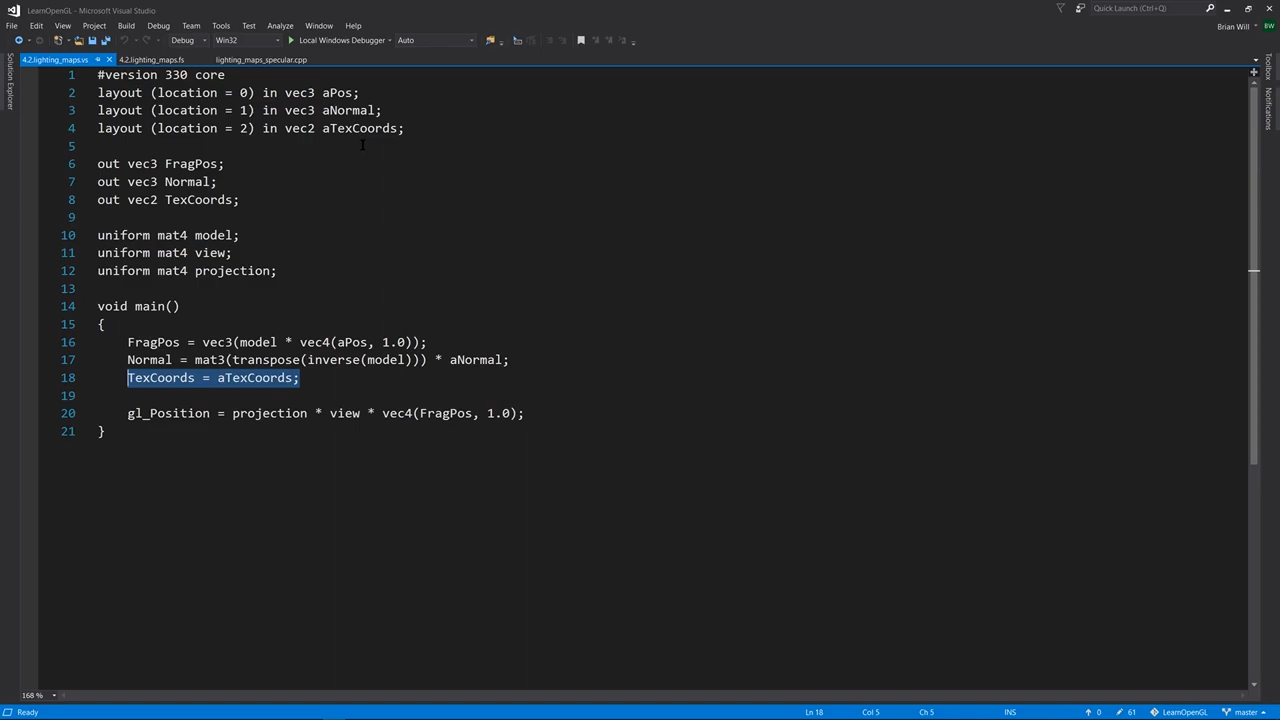 LearnOpenGL - Microsoft Visual Studio
Quick Launch (Ctrl+Q)
File Edit View Project Build Debug Team Tools Test Analyze Window Help
Brian Will BW
Debug Win32 Local Windows Debugger Auto
4.2.lighting_maps.vs 4.2.lighting_maps.fs lighting_maps_specular.cpp
Solution Explorer
Toolbox
Notifications
1 #version 330 core
2 layout (location = 0) in vec3 aPos;
3 layout (location = 1) in vec3 aNormal;
4 layout (location = 2) in vec2 aTexCoords;
5
6 out vec3 FragPos;
7 out vec3 Normal;
8 out vec2 TexCoords;
9
10 uniform mat4 model;
11 uniform mat4 view;
12 uniform mat4 projection;
13
14 void main()
15 {
16 FragPos = vec3(model * vec4(aPos, 1.0));
17 Normal = mat3(transpose(inverse(model))) * aNormal;
18 TexCoords = aTexCoords;
19
20 gl_Position = projection * view * vec4(FragPos, 1.0);
21 }
168 %
Ready Ln 18 Col 5 Ch 5 INS 0 61 LearnOpenGL master